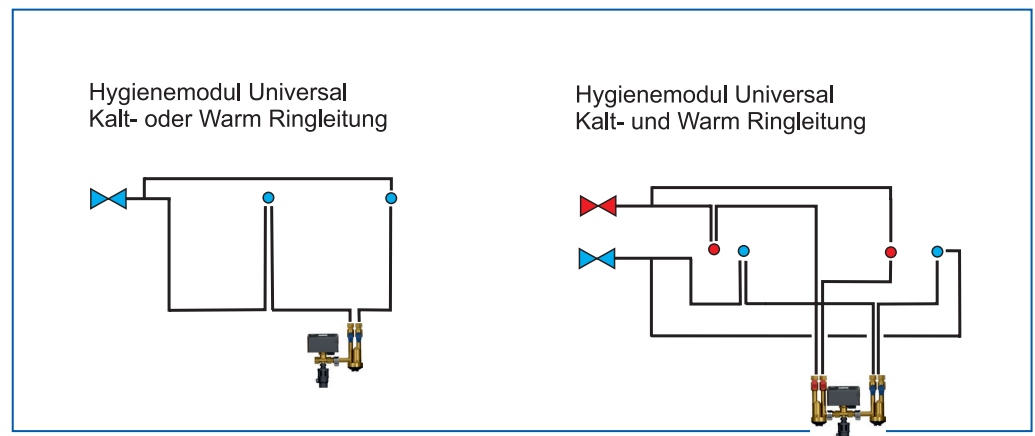 Hygienemodul Universal
Kalt- oder Warm Ringleitung
Hygienemodul Universal
Kalt- und Warm Ringleitung